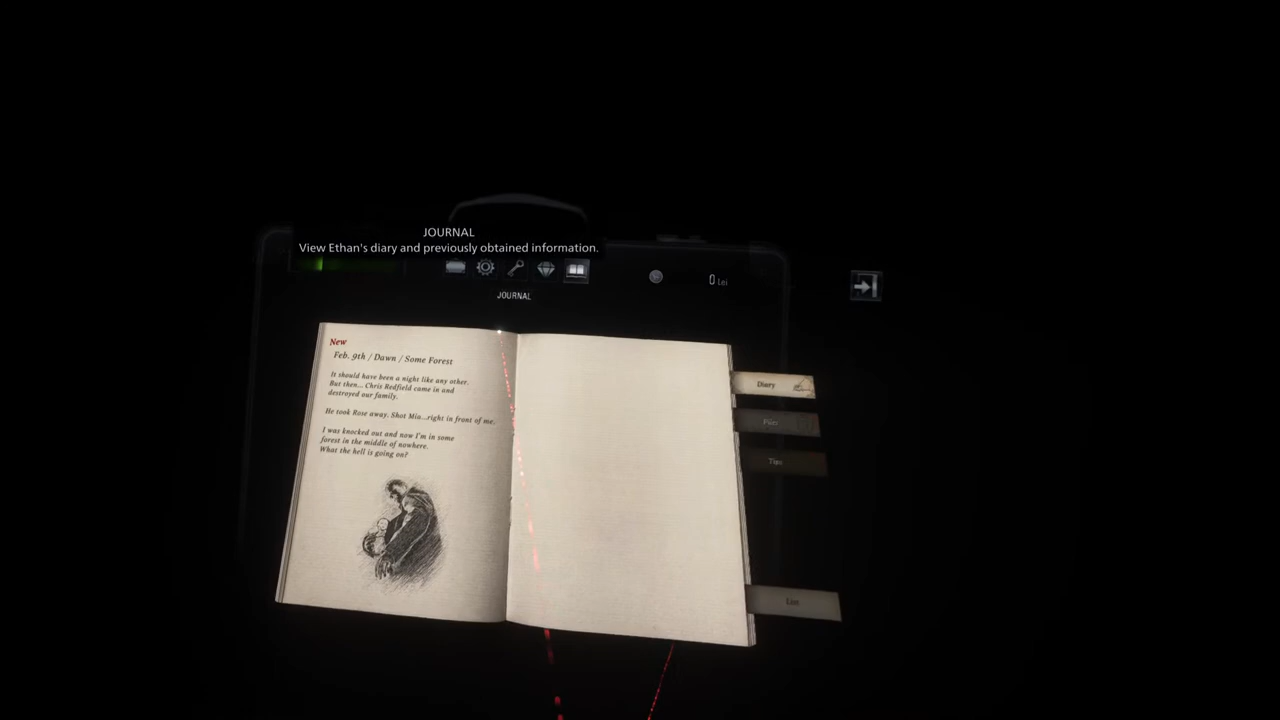 JOURNAL
View Ethan's diary and previously obtained information.
0 Lei
JOURNAL
New
Feb. 9th / Dawn / Some Forest
It should have been a night like any other.
But then... Chris Redfield came in and
destroyed our family.
He took Rose away. Shot Mia...right in front of me.
I was knocked out and now I'm in some
forest in the middle of nowhere.
What the hell is going on?
Diary
Files
Tips
List